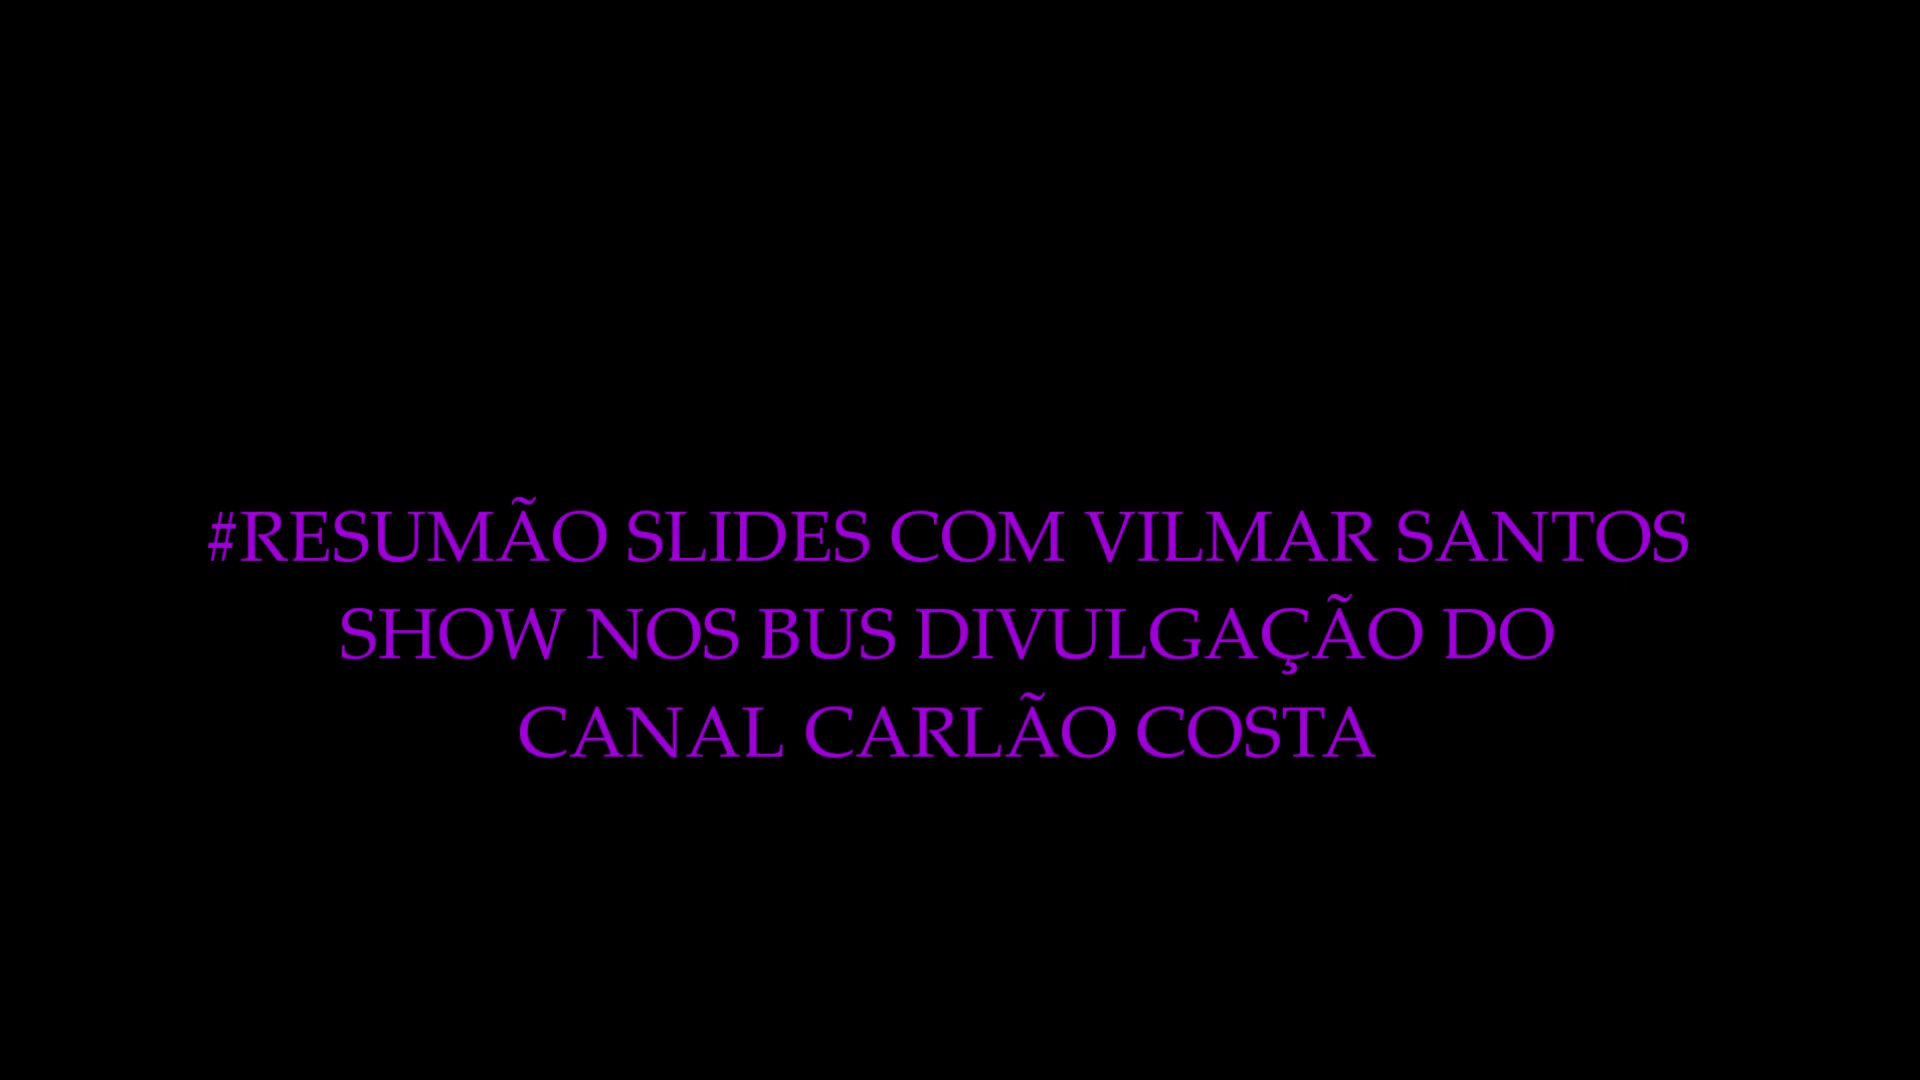 #RESUMÃO SLIDES COM VILMAR SANTOS
SHOW NOS BUS DIVULGAÇÃO DO
CANAL CARLÃO COSTA